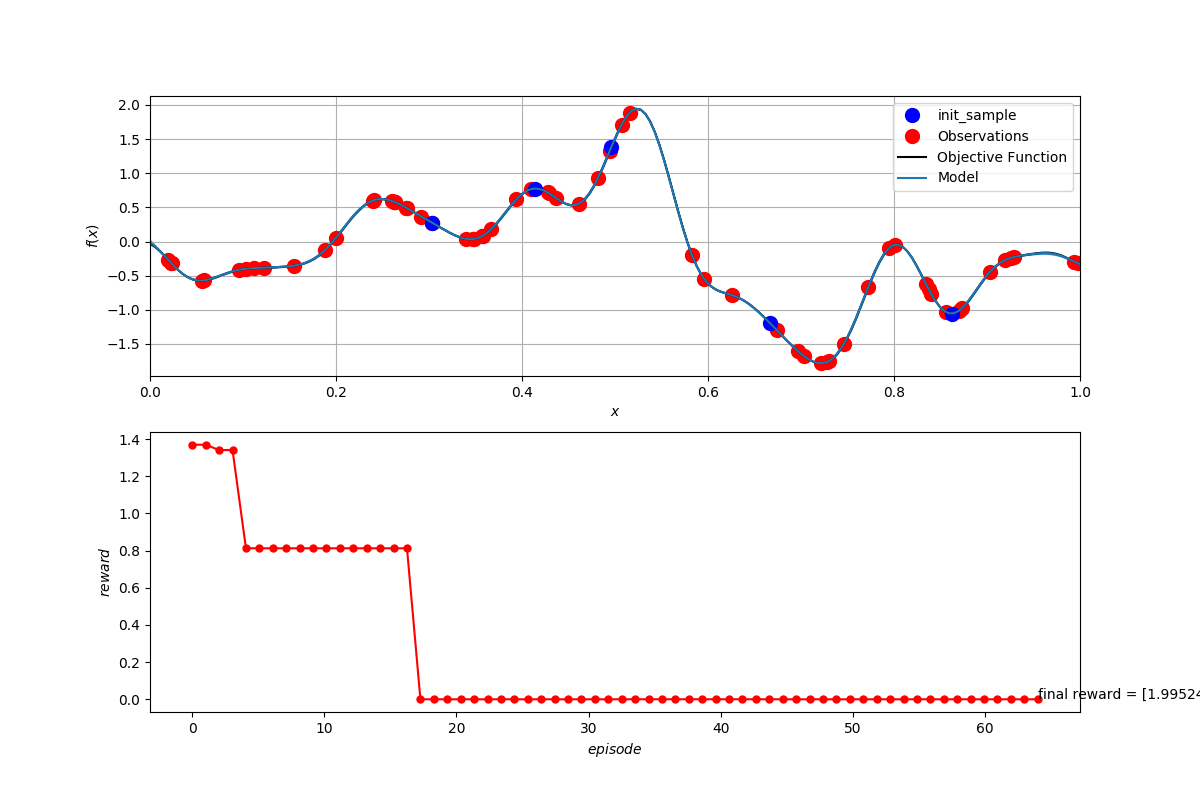 2.0
1.5
1.0
0.5
0.0
−0.5
−1.0
−1.5
f(x)
init_sample
Observations
Objective Function
Model
0.0 0.2 0.4 0.6 0.8 1.0
x
1.4
1.2
1.0
0.8
0.6
0.4
0.2
0.0
reward
final reward = [1.99524
0 10 20 30 40 50 60
episode